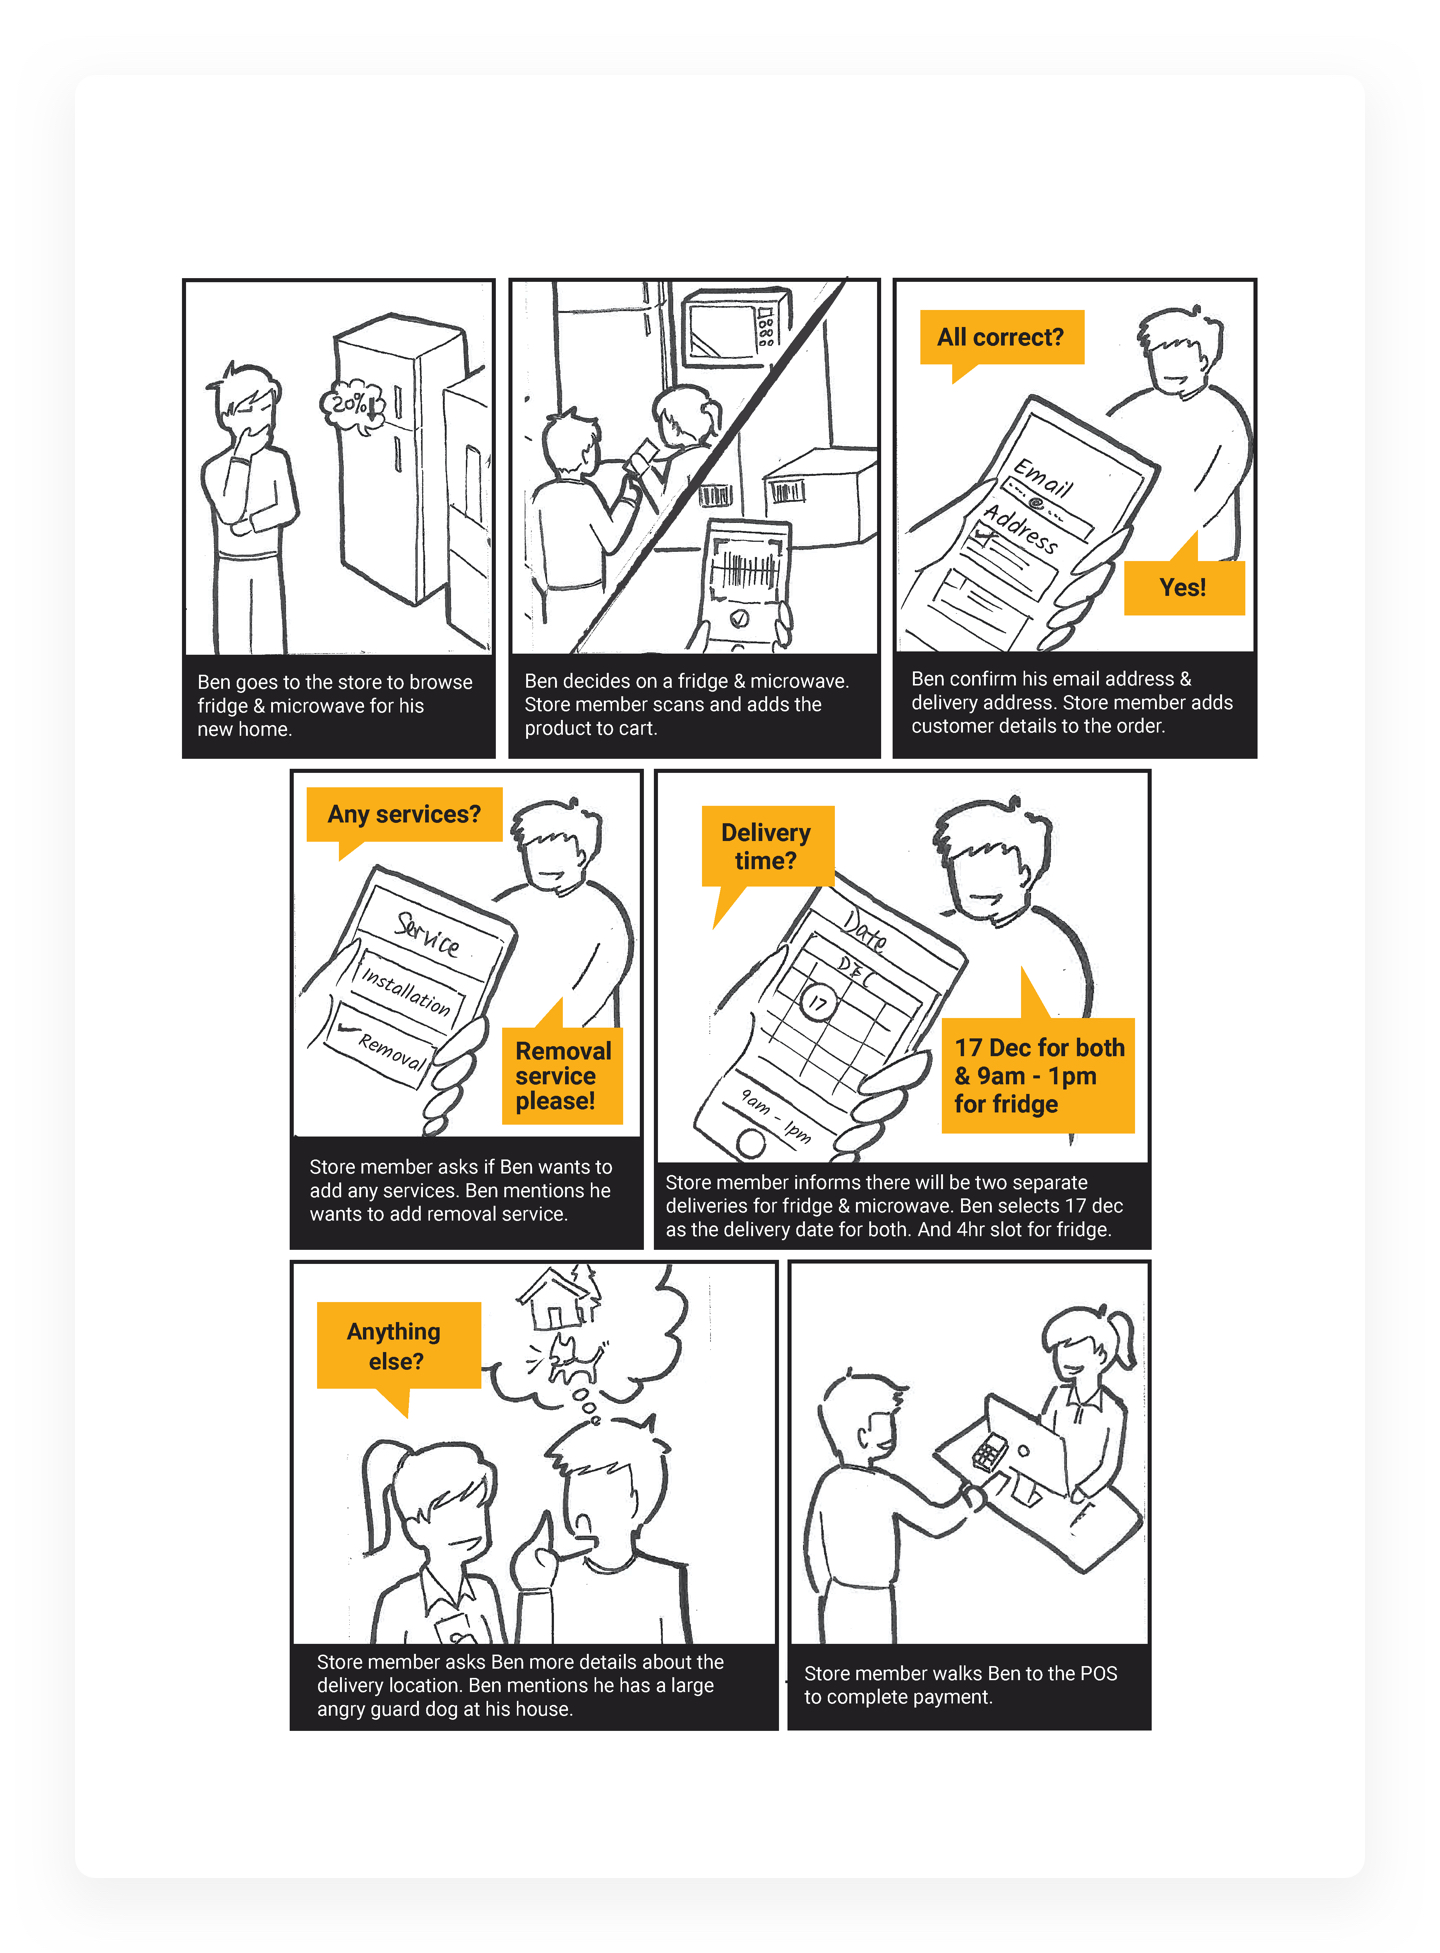 20%
Ben goes to the store to browse
fridge & microwave for his
new home.
Ben decides on a fridge & microwave.
Store member scans and adds the
product to cart.
All correct?
Email
@
Address
Yes!
Ben confirm his email address &
delivery address. Store member adds
customer details to the order.
Any services?
Service
Installation
Removal
Removal
service
please!
Store member asks if Ben wants to
add any services. Ben mentions he
wants to add removal service.
Delivery
time?
Date
DEC
17
9am - 1pm
17 Dec for both
& 9am - 1pm
for fridge
Store member informs there will be two separate
deliveries for fridge & microwave. Ben selects 17 dec
as the delivery date for both. And 4hr slot for fridge.
Anything
else?
Store member asks Ben more details about the
delivery location. Ben mentions he has a large
angry guard dog at his house.
Store member walks Ben to the POS
to complete payment.